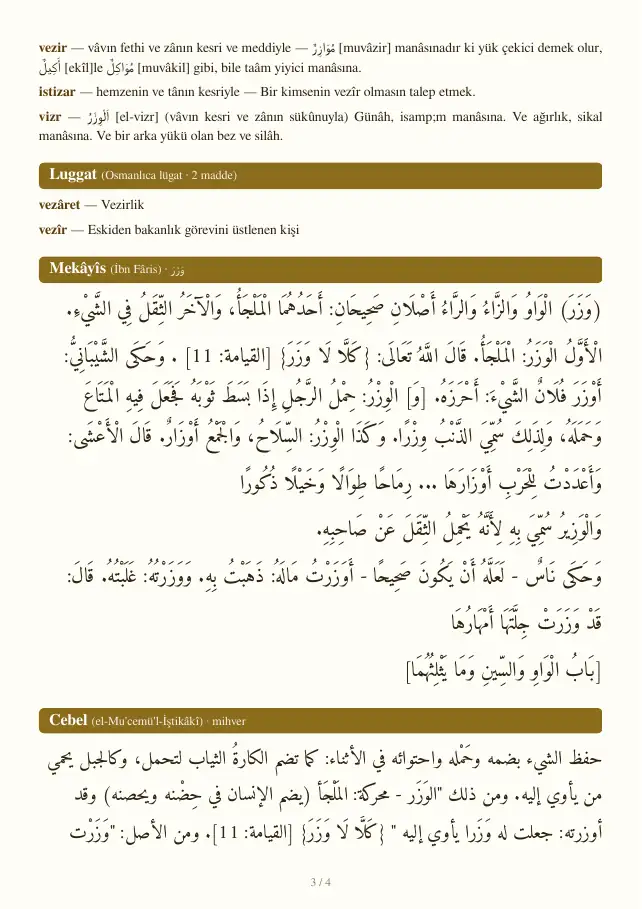 vezir — vâvın fethi ve zânın kesri ve meddiyle — مُوَازِرٌ [muvâzir] manâsınadır ki yük çekici demek olur,
أَكِيلٌ [ekîl]le مُوَاكِلٌ [muvâkil] gibi, bile taâm yiyici manâsına.
istizar — hemzenin ve tânın kesriyle — Bir kimsenin vezîr olmasın talep etmek.
vizr — اَلْوِزْرُ [el-vizr] (vâvın kesri ve zânın sükûnuyla) Günâh, isamp;m manâsına. Ve ağırlık, sikal
manâsına. Ve bir arka yükü olan bez ve silâh.
Luggat (Osmanlıca lügat · 2 madde)
vezâret — Vezirlik
vezîr — Eskiden bakanlık görevini üstlenen kişi
Mekâyîs (İbn Fâris) · وَزَرَ
(وَزَرَ) الْوَاوُ وَالزَّاءُ وَالرَّاءُ أَصْلَانِ صَحِيحَانِ: أَحَدُهُمَا الْمَلْجَأُ، وَالْآخَرُ الثِّقَلُ فِي الشَّيْءِ.
الْأَوَّلُ الْوَزَرُ: الْمَلْجَأُ. قَالَ اللَّهُ تَعَالَى: {كَلَّا لَا وَزَرَ} [القيامة: 11] . وَحَكَى الشَّيْبَانِيُّ:
أَوْزَرَ فُلَانٌ الشَّيْءَ: أَحْرَزَهُ. [وَ] الْوِزْرُ: حِمْلُ الرَّجُلِ إِذَا بَسَطَ ثَوْبَهُ فَجَعَلَ فِيهِ الْمَتَاعَ
وَحَمَلَهُ، وَلِذَلِكَ سُمِّيَ الذَّنْبُ وِزْرًا. وَكَذَا الْوِزْرُ: السِّلَاحُ، وَالْجَمْعُ أَوْزَارٌ. قَالَ الْأَعْشَى:
وَأَعْدَدْتُ لِلْحَرْبِ أَوْزَارَهَا ... رِمَاحًا طِوَالًا وَخَيْلًا ذُكُورًا
وَالْوَزِيرُ سُمِّيَ بِهِ لِأَنَّهُ يَحْمِلُ الثِّقَلَ عَنْ صَاحِبِهِ.
وَحَكَى نَاسٌ - لَعَلَّهُ أَنْ يَكُونَ صَحِيحًا - أَوْزَرْتُ مَالَهُ: ذَهَبْتُ بِهِ. وَوَزَرْتُهُ: غَلَبْتُهُ. قَالَ:
قَدْ وَزَرَتْ جِلَّتَهَا أَمْهَارُهَا
[بَابُ الْوَاوِ وَالسِّينِ وَمَا يَثْلِثُهُمَا]
Cebel (el-Mu'cemü'l-İştikâkî) · mihver
حفظ الشيء بضمه وحَمْله واحتوائه في الأثناء: كما تضم الكارةُ الثياب لتحمل، وكالجبل يحمي
من يأوي إليه. ومن ذلك "الوَزَر - محركة: المَلْجَأ (يضم الإنسان في حِضْنه ويحصنه) وقد
أوزرته: جعلت له وَزَرا يأوي إليه " {كَلَّا لَا وَزَرَ} [القيامة: 11]. ومن الأصل: "وَزَرْت
3 / 4